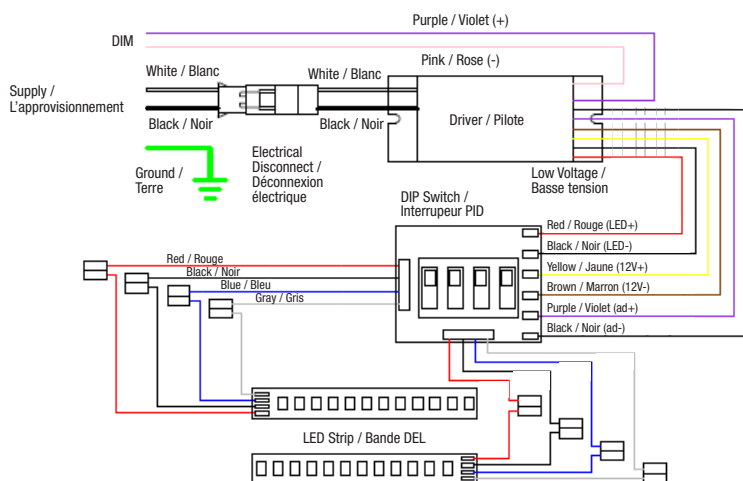 Purple / Violet (+)
DIM
Pink / Rose (-)
White / Blanc
White / Blanc
Supply /
L'approvisionnement
Black / Noir
Black / Noir
Driver / Pilote
Ground /
Terre
Electrical
Disconnect /
Déconnexion
électrique
Low Voltage /
Basse tension
DIP Switch /
Interrupeur PID
Red / Rouge (LED+)
Black / Noir (LED-)
Yellow / Jaune (12V+)
Brown / Marron (12V-)
Purple / Violet (ad+)
Black / Noir (ad-)
Red / Rouge
Black / Noir
Blue / Bleu
Gray / Gris
LED Strip / Bande DEL